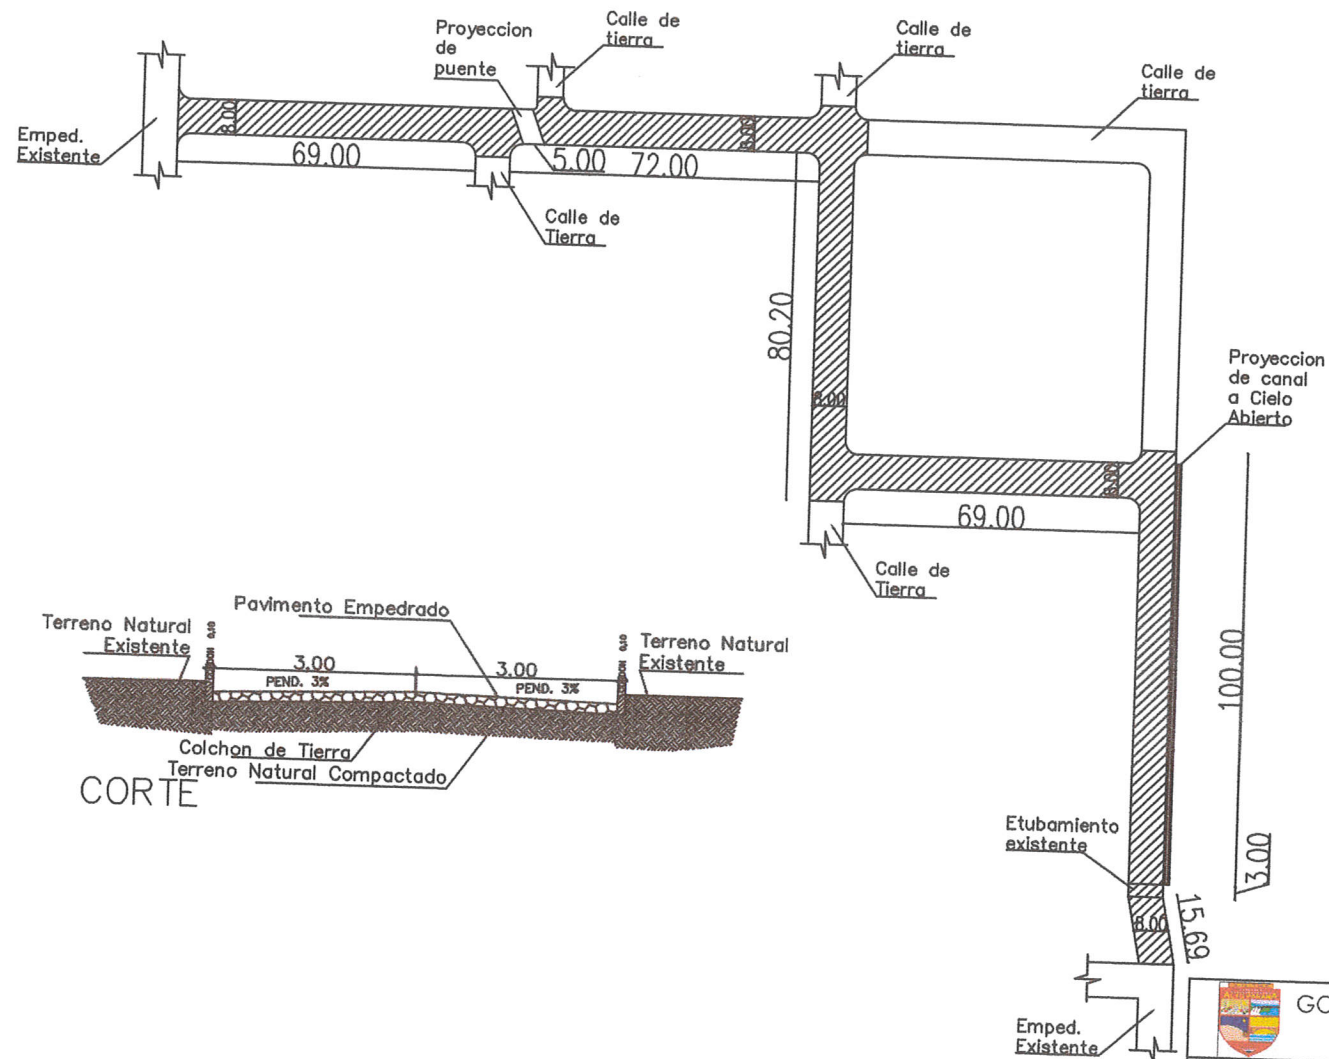 Proyeccion
de
puente
Calle de
tierra
Calle de
tierra
Calle de
tierra
Emped.
Existente
8.00
69.00
5.00
72.00
8.00
Calle de
Tierra
80.20
8.00
Proyeccion
de canal
a Cielo
Abierto
8.00
69.00
Calle de
Tierra
100.00
Pavimento Empedrado
Terreno Natural
Existente
Terreno Natural
Existente
3.00
3.00
PEND. 3%
PEND. 3%
Colchon de Tierra
Terreno Natural Compactado
CORTE
Etubamiento
existente
3.00
8.00
15.69
Emped.
Existente
GO